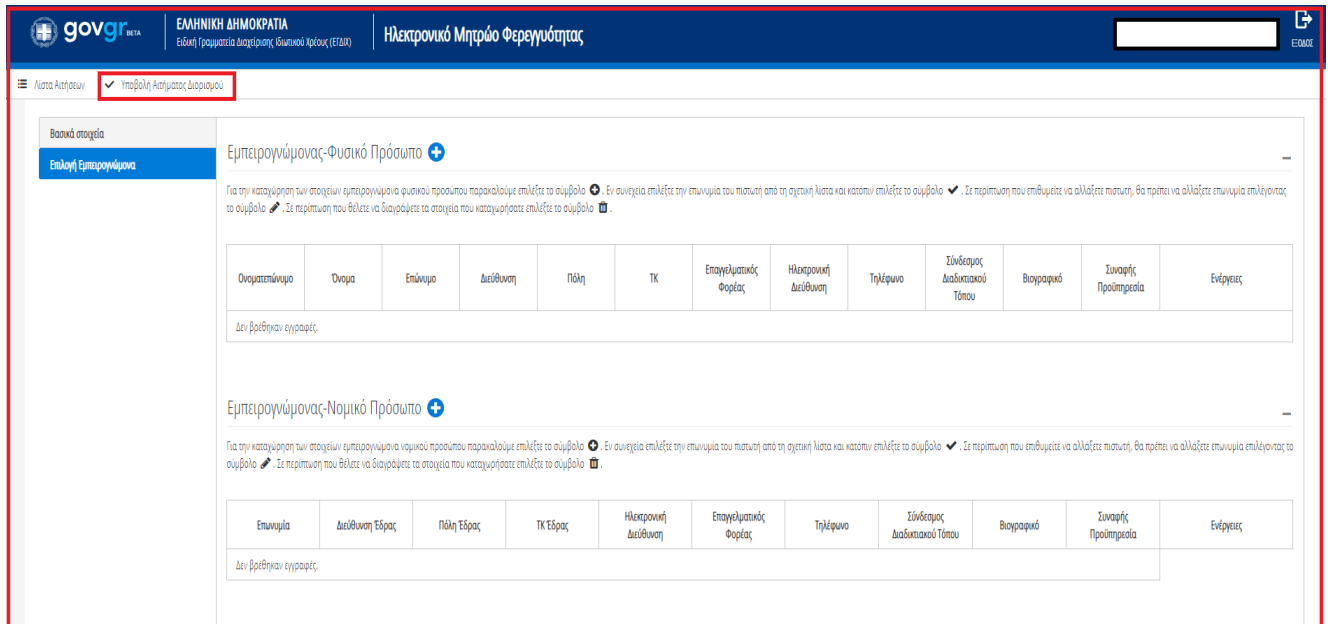 govgr BETA
ΕΛΛΗΝΙΚΗ ΔΗΜΟΚΡΑΤΙΑ
Ειδική Γραμματεία Διαχείρισης Ιδιωτικού Χρέους (ΕΓΔΙΧ)
Ηλεκτρονικό Μητρώο Φερεγγυότητας
ΕΞΟΔΟΣ
Λίστα Αιτήσεων
Υποβολή Αιτήματος Διορισμού
Βασικά στοιχεία
Επιλογή Εμπειρογνώμονα
Εμπειρογνώμονας-Φυσικό Πρόσωπο
Για την καταχώρηση των στοιχείων εμπειρογνώμονα φυσικού προσώπου παρακαλούμε επιλέξτε το σύμβολο . Εν συνεχεία επιλέξτε την επωνυμία του πιστωτή από τη σχετική λίστα και κατόπιν επιλέξτε το σύμβολο . Σε περίπτωση που επιθυμείτε να αλλάξετε πιστωτή, θα πρέπει να αλλάξετε επωνυμία επιλέγοντας
το σύμβολο . Σε περίπτωση που θέλετε να διαγράψετε τα στοιχεία που καταχωρήσατε επιλέξτε το σύμβολο .
Ονοματεπώνυμο Όνομα Επώνυμο Διεύθυνση Πόλη ΤΚ Επαγγελματικός Φορέας Ηλεκτρονική Διεύθυνση Τηλέφωνο Σύνδεσμος Διαδικτιακού Τόπου Βιογραφικό Συναφής Προϋπηρεσία Ενέργειες
Δεν βρέθηκαν εγγραφές.
Εμπειρογνώμονας-Νομικό Πρόσωπο
Για την καταχώρηση των στοιχείων εμπειρογνώμονα νομικού προσώπου παρακαλούμε επιλέξτε το σύμβολο . Εν συνεχεία επιλέξτε την επωνυμία του πιστωτή από τη σχετική λίστα και κατόπιν επιλέξτε το σύμβολο . Σε περίπτωση που επιθυμείτε να αλλάξετε πιστωτή, θα πρέπει να αλλάξετε επωνυμία επιλέγοντας το
σύμβολο . Σε περίπτωση που θέλετε να διαγράψετε τα στοιχεία που καταχωρήσατε επιλέξτε το σύμβολο .
Επωνυμία Διεύθυνση Έδρας Πόλη Έδρας ΤΚ Έδρας Ηλεκτρονική Διεύθυνση Επαγγελματικός Φορέας Τηλέφωνο Σύνδεσμος Διαδικτιακού Τόπου Βιογραφικό Συναφής Προϋπηρεσία Ενέργειες
Δεν βρέθηκαν εγγραφές.